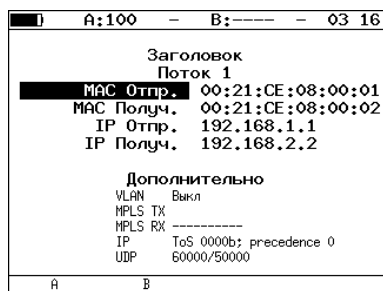 A:100 – B:---- – 03 16
Заголовок
Поток 1
MAC Отпр. 00:21:CE:08:00:01
MAC Получ. 00:21:CE:08:00:02
IP Отпр. 192.168.1.1
IP Получ. 192.168.2.2
Дополнительно
VLAN Выкл
MPLS TX
MPLS RX ----------
IP ToS 0000b; precedence 0
UDP 60000/50000
A B